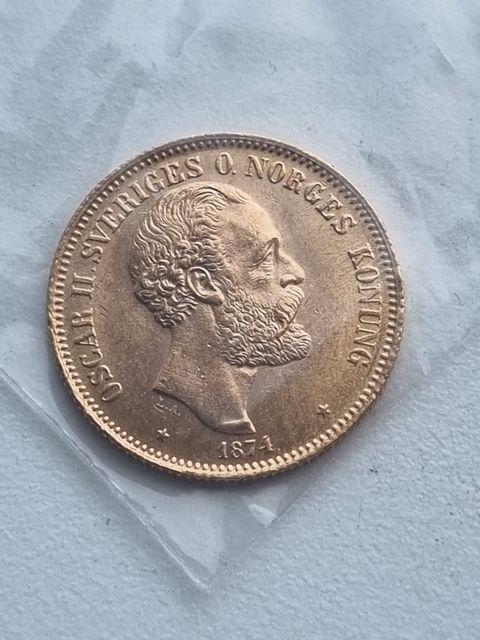 OSCAR II. SVERIGES O. NORGES KONUNG
1874